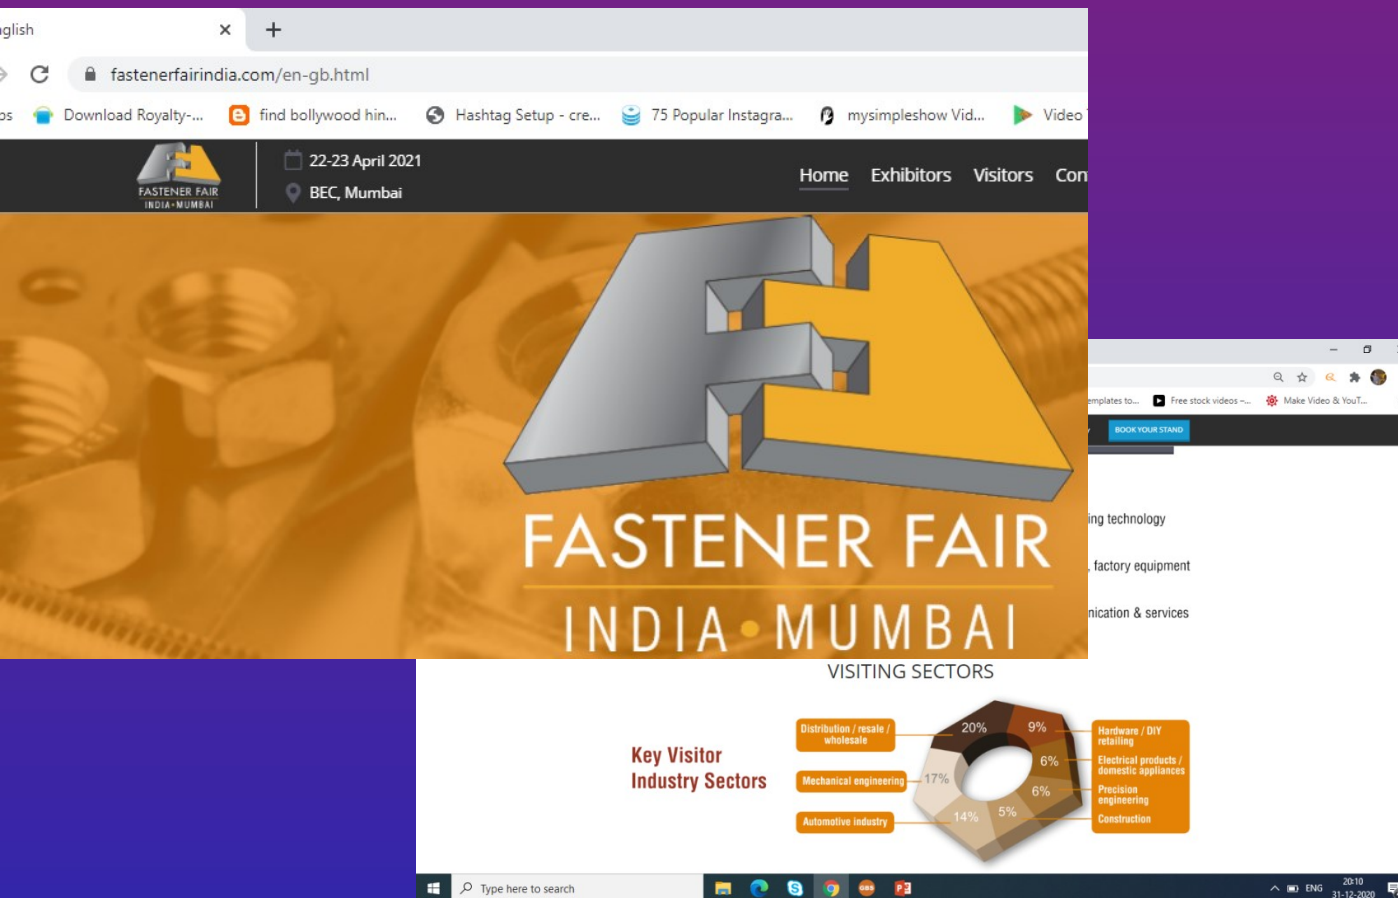 glish
fastenerfairindia.com/en-gb.html
Download Royalty-...
find bollywood hin...
Hashtag Setup - cre...
75 Popular Instagra...
mysimpleshow Vid...
Video
FASTENER FAIR
INDIA•MUMBAI
22-23 April 2021
BEC, Mumbai
Home Exhibitors Visitors Con
FASTENER FAIR
INDIA•MUMBAI
emplates to...
Free stock videos –...
Make Video & YouT...
BOOK YOUR STAND
ing technology
, factory equipment
nication & services
VISITING SECTORS
Key Visitor
Industry Sectors
Distribution / resale /
wholesale
Mechanical engineering
Automotive industry
20%
9%
6%
6%
5%
14%
17%
Hardware / DIY
retailing
Electrical products /
domestic appliances
Precision
engineering
Construction
Type here to search
GBS
ENG
20:10
31-12-2020